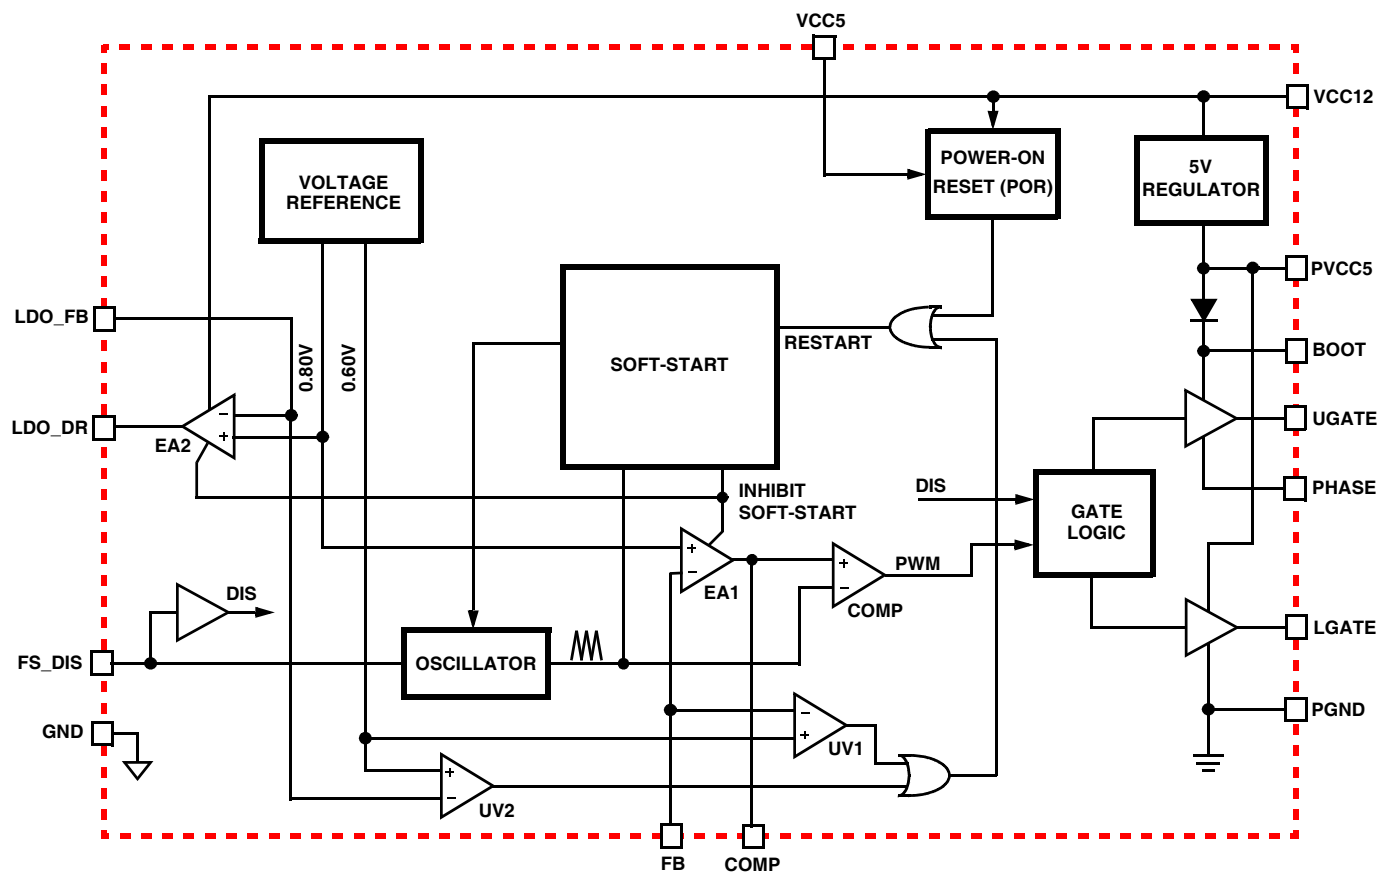 VCC5
VCC12
POWER-ON
RESET (POR)
5V
REGULATOR
VOLTAGE
REFERENCE
PVCC5
LDO_FB
RESTART
BOOT
0.80V
0.60V
SOFT-START
LDO_DR
−
+
EA2
UGATE
INHIBIT
SOFT-START
DIS
PHASE
GATE
LOGIC
+
−
EA1
+
−
PWM
COMP
DIS
LGATE
FS_DIS
OSCILLATOR
GND
−
+
UV1
PGND
+
−
UV2
FB
COMP